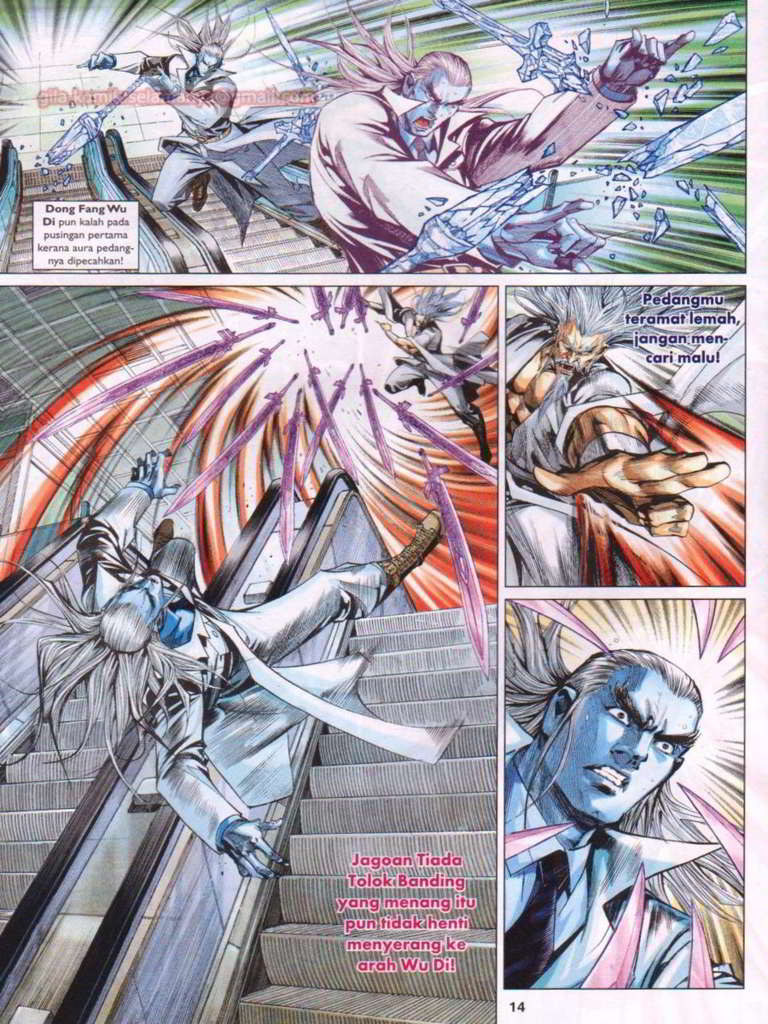 Dong Fang Wu
Di pun kalah pada
pusingan pertama
kerana aura pedang-
nya dipecahkan!
Pedangmu
teramat lemah,
jangan men-
cari malu!
Jagoan Tiada
Tolok Banding
yang menang itu
pun tidak henti
menyerang ke
arah Wu Di!
14